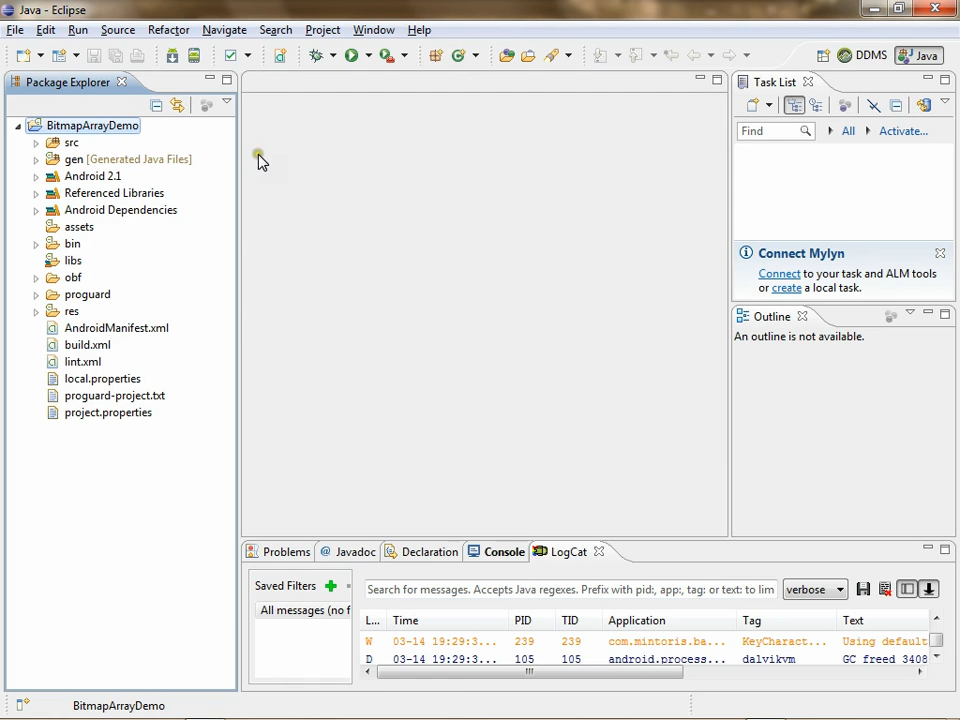 Java - Eclipse
File Edit Run Source Refactor Navigate Search Project Window Help
DDMS Java
Package Explorer
BitmapArrayDemo
src
gen [Generated Java Files]
Android 2.1
Referenced Libraries
Android Dependencies
assets
bin
libs
obf
proguard
res
AndroidManifest.xml
build.xml
lint.xml
local.properties
proguard-project.txt
project.properties
Task List
Find All Activate...
Connect Mylyn
Connect to your task and ALM tools
or create a local task.
Outline
An outline is not available.
Problems @ Javadoc Declaration Console LogCat
Saved Filters
All messages (no f
Search for messages. Accepts Java regexes. Prefix with pid:, app:, tag: or text: to lim
verbose
L... Time PID TID Application Tag Text
W 03-14 19:29:3... 239 239 com.mintoris.ba... KeyCharact... Using default
D 03-14 19:29:3... 105 105 android.process... dalvikvm GC freed 3408
BitmapArrayDemo